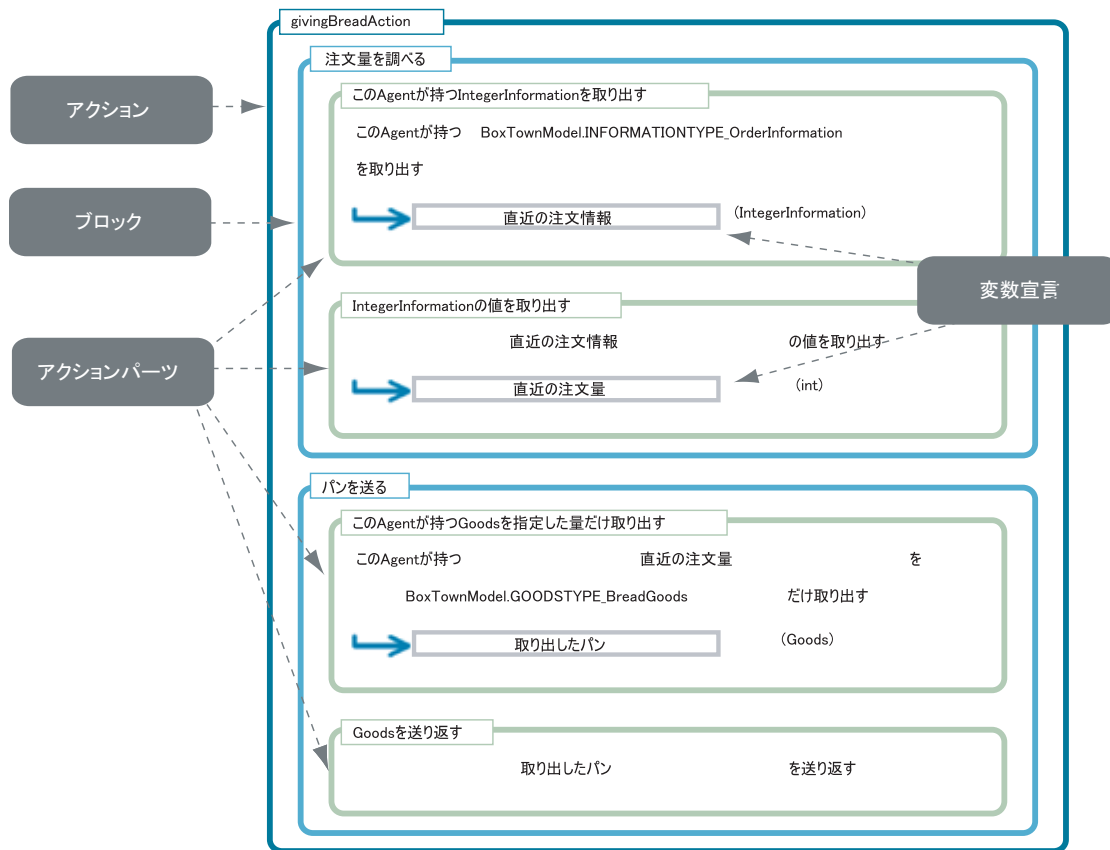 givingBreadAction
注文量を調べる
このAgentが持つIntegerInformationを取り出す
アクション
このAgentが持つ BoxTownModel.INFORMATIONTYPE_OrderInformation
を取り出す
ブロック
直近の注文情報 (IntegerInformation)
変数宣言
IntegerInformationの値を取り出す
直近の注文情報 の値を取り出す
アクションパーツ
直近の注文量 (int)
パンを送る
このAgentが持つGoodsを指定した量だけ取り出す
このAgentが持つ 直近の注文量 を
BoxTownModel.GOODSTYPE_BreadGoods だけ取り出す
取り出したパン (Goods)
Goodsを送り返す
取り出したパン を送り返す